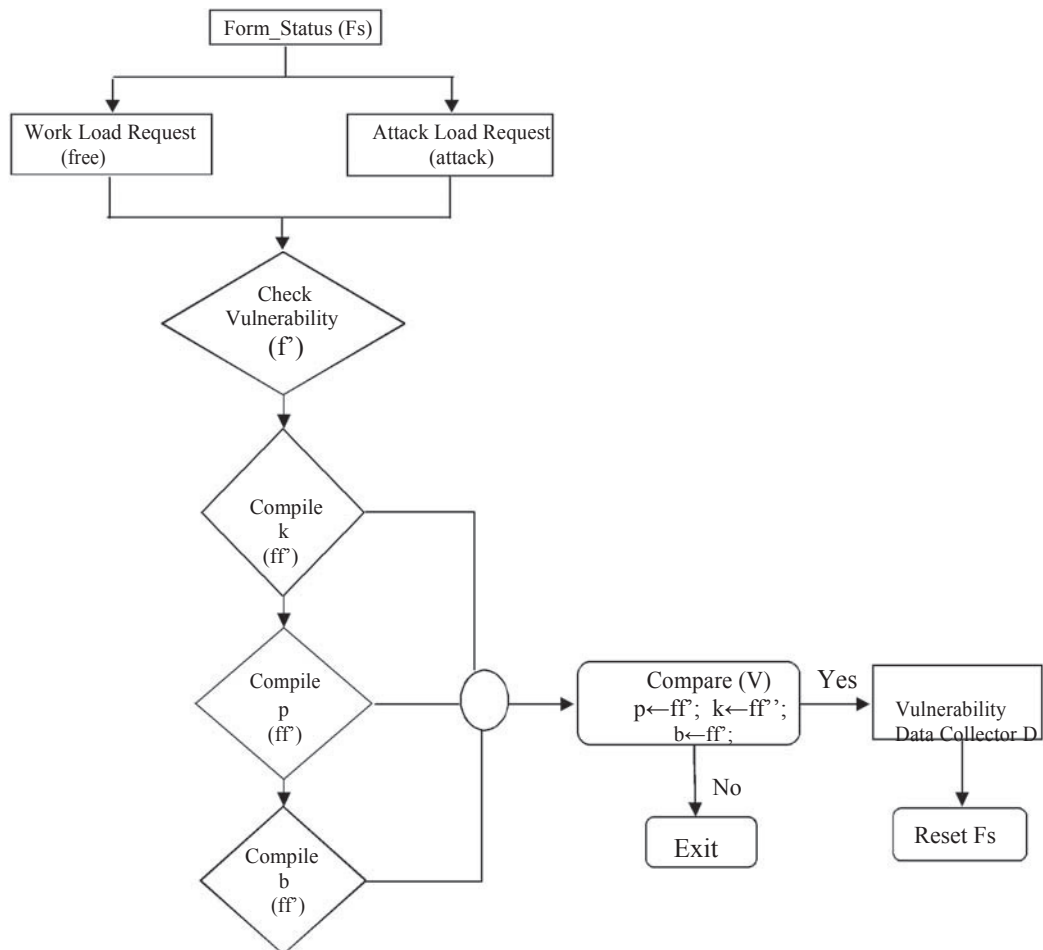 Form_Status (Fs)
Work Load Request
(free)
Attack Load Request
(attack)
Check
Vulnerability
(f’)
Compile
k
(ff’)
Compile
p
(ff’)
Compile
b
(ff’)
Compare (V)
p←ff’; k←ff’’;
b←ff’;
Yes
No
Exit
Vulnerability
Data Collector D
Reset Fs